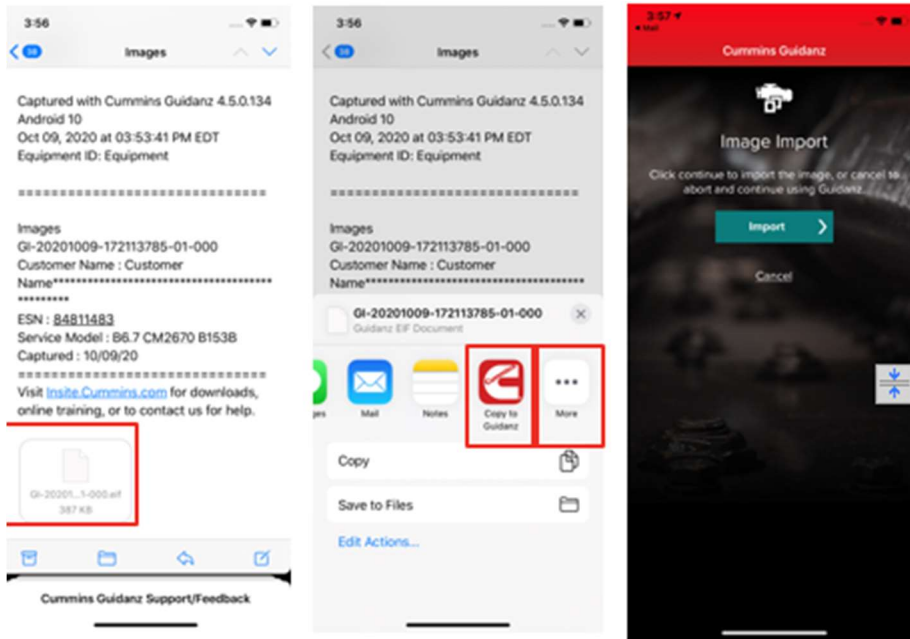 3:56
38
Images
Captured with Cummins Guidanz 4.5.0.134
Android 10
Oct 09, 2020 at 03:53:41 PM EDT
Equipment ID: Equipment
==============================
Images
GI-20201009-172113785-01-000
Customer Name : Customer
Name****************************************
*********
ESN : 84811483
Service Model : B6.7 CM2670 B153B
Captured : 10/09/20
==============================
Visit Insite.Cummins.com for downloads,
online training, or to contact us for help.
GI-20201...1-000.eif
387 KB
Cummins Guidanz Support/Feedback
3:56
38
Images
Captured with Cummins Guidanz 4.5.0.134
Android 10
Oct 09, 2020 at 03:53:41 PM EDT
Equipment ID: Equipment
==============================
Images
GI-20201009-172113785-01-000
Customer Name : Customer
Name****************************************
GI-20201009-172113785-01-000
Guidanz EIF Document
ges
Mail
Notes
Copy to
Guidanz
More
Copy
Save to Files
Edit Actions...
3:57
Mail
Cummins Guidanz
Image Import
Click continue to import the image, or cancel to
abort and continue using Guidanz.
Import
Cancel